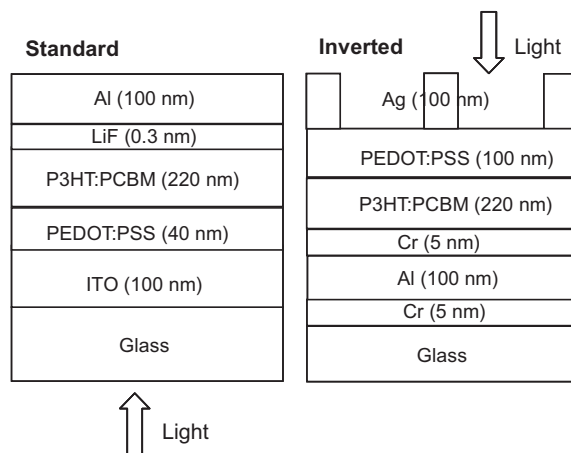 Standard
Al (100 nm)
LiF (0.3 nm)
P3HT:PCBM (220 nm)
PEDOT:PSS (40 nm)
ITO (100 nm)
Glass
Light
Inverted
Light
Ag (100 nm)
PEDOT:PSS (100 nm)
P3HT:PCBM (220 nm)
Cr (5 nm)
Al (100 nm)
Cr (5 nm)
Glass